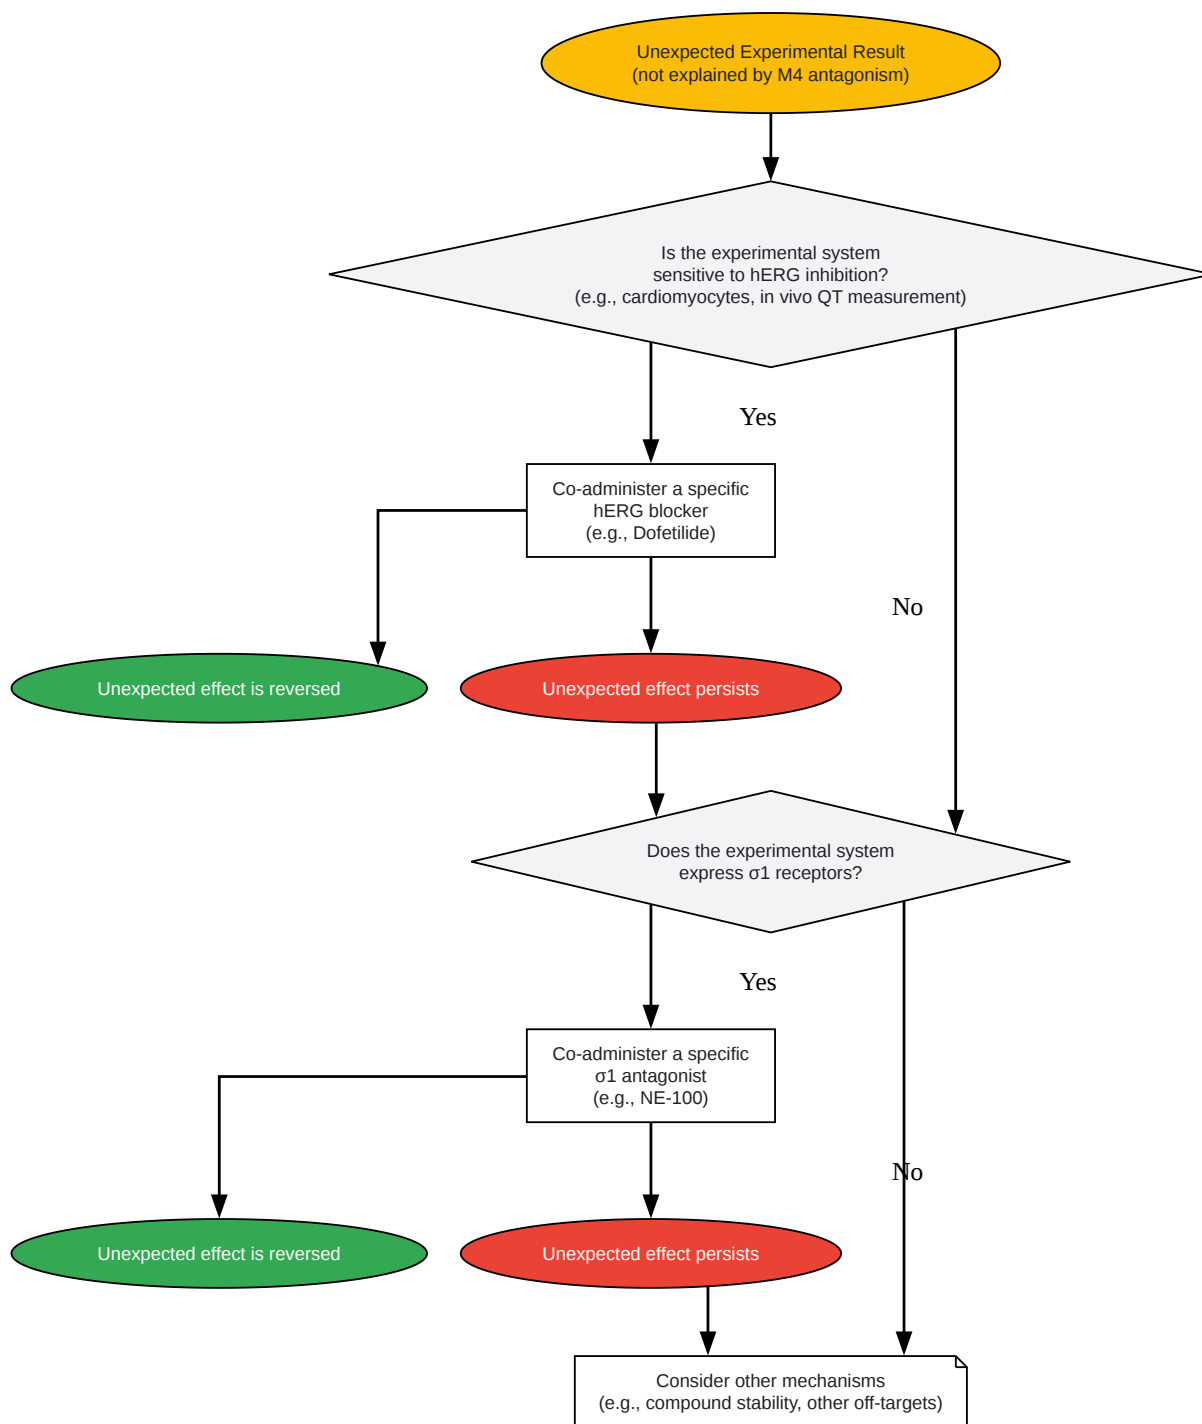 Unexpected Experimental Result
(not explained by M4 antagonism)
Is the experimental system
sensitive to hERG inhibition?
(e.g., cardiomyocytes, in vivo QT measurement)
Yes
Co-administer a specific
hERG blocker
(e.g., Dofetilide)
No
Unexpected effect is reversed
Unexpected effect persists
Does the experimental system
express σ1 receptors?
Yes
Co-administer a specific
σ1 antagonist
(e.g., NE-100)
No
Unexpected effect is reversed
Unexpected effect persists
Consider other mechanisms
(e.g., compound stability, other off-targets)